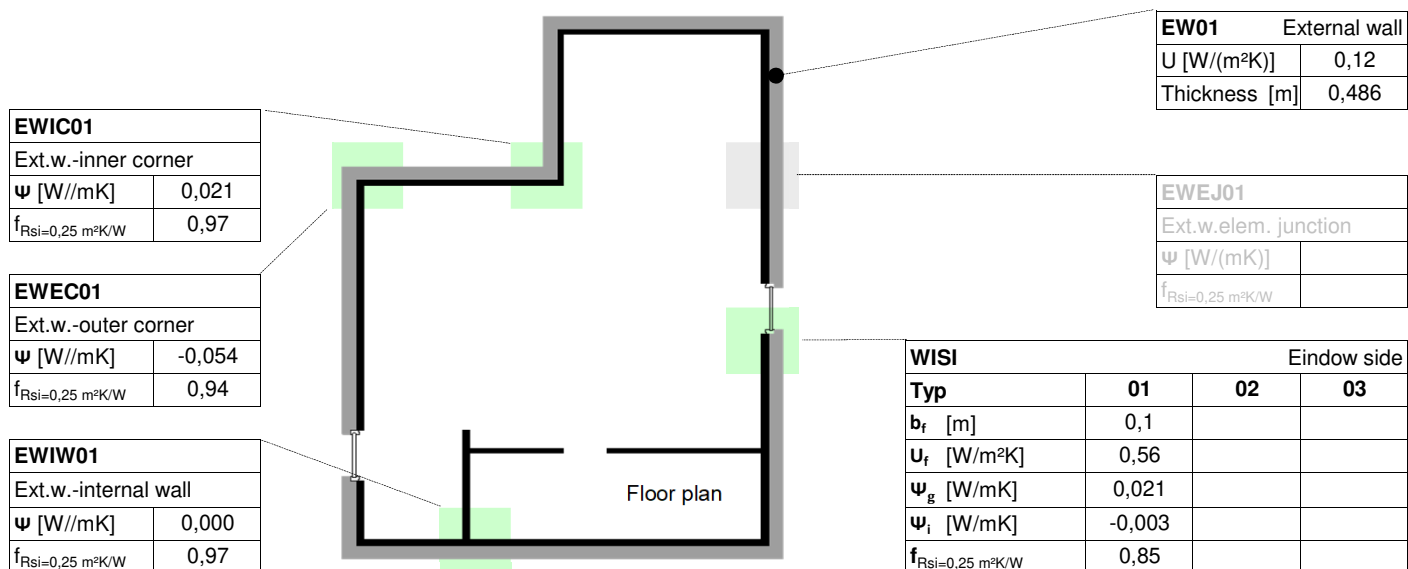 EW01 External wall
U [W/(m²K)] 0,12
Thickness [m] 0,486
EWIC01
Ext.w.-inner corner
Ψ [W//mK] 0,021
fRsi=0,25 m²K/W 0,97
EWEJ01
Ext.w.elem. junction
Ψ [W/(mK)]
fRsi=0,25 m²K/W
EWEC01
Ext.w.-outer corner
Ψ [W//mK] -0,054
fRsi=0,25 m²K/W 0,94
WISI Eindow side
Typ 01 02 03
bf [m] 0,1
Uf [W/m²K] 0,56
Ψg [W/mK] 0,021
Ψi [W/mK] -0,003
fRsi=0,25 m²K/W 0,85
EWIW01
Ext.w.-internal wall
Ψ [W//mK] 0,000
fRsi=0,25 m²K/W 0,97
Floor plan